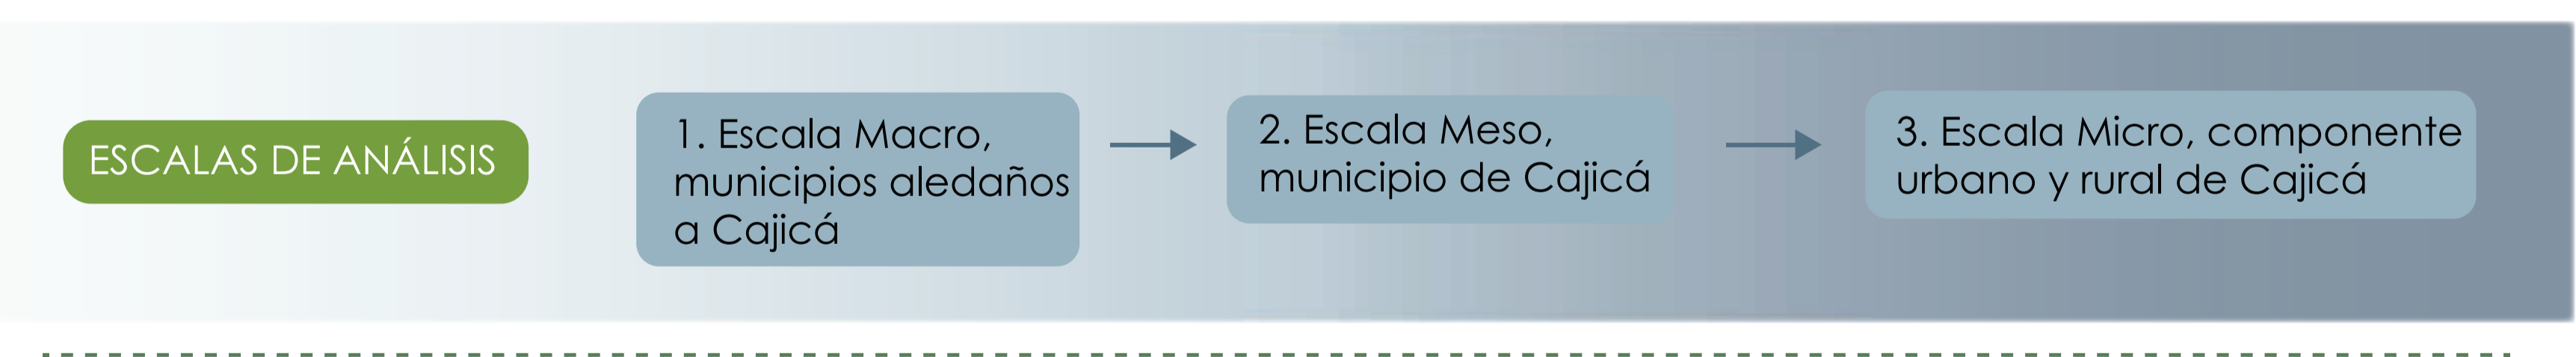 ESCALAS DE ANÁLISIS
1. Escala Macro,
municipios aledaños
a Cajicá
2. Escala Meso,
municipio de Cajicá
3. Escala Micro, componente
urbano y rural de Cajicá